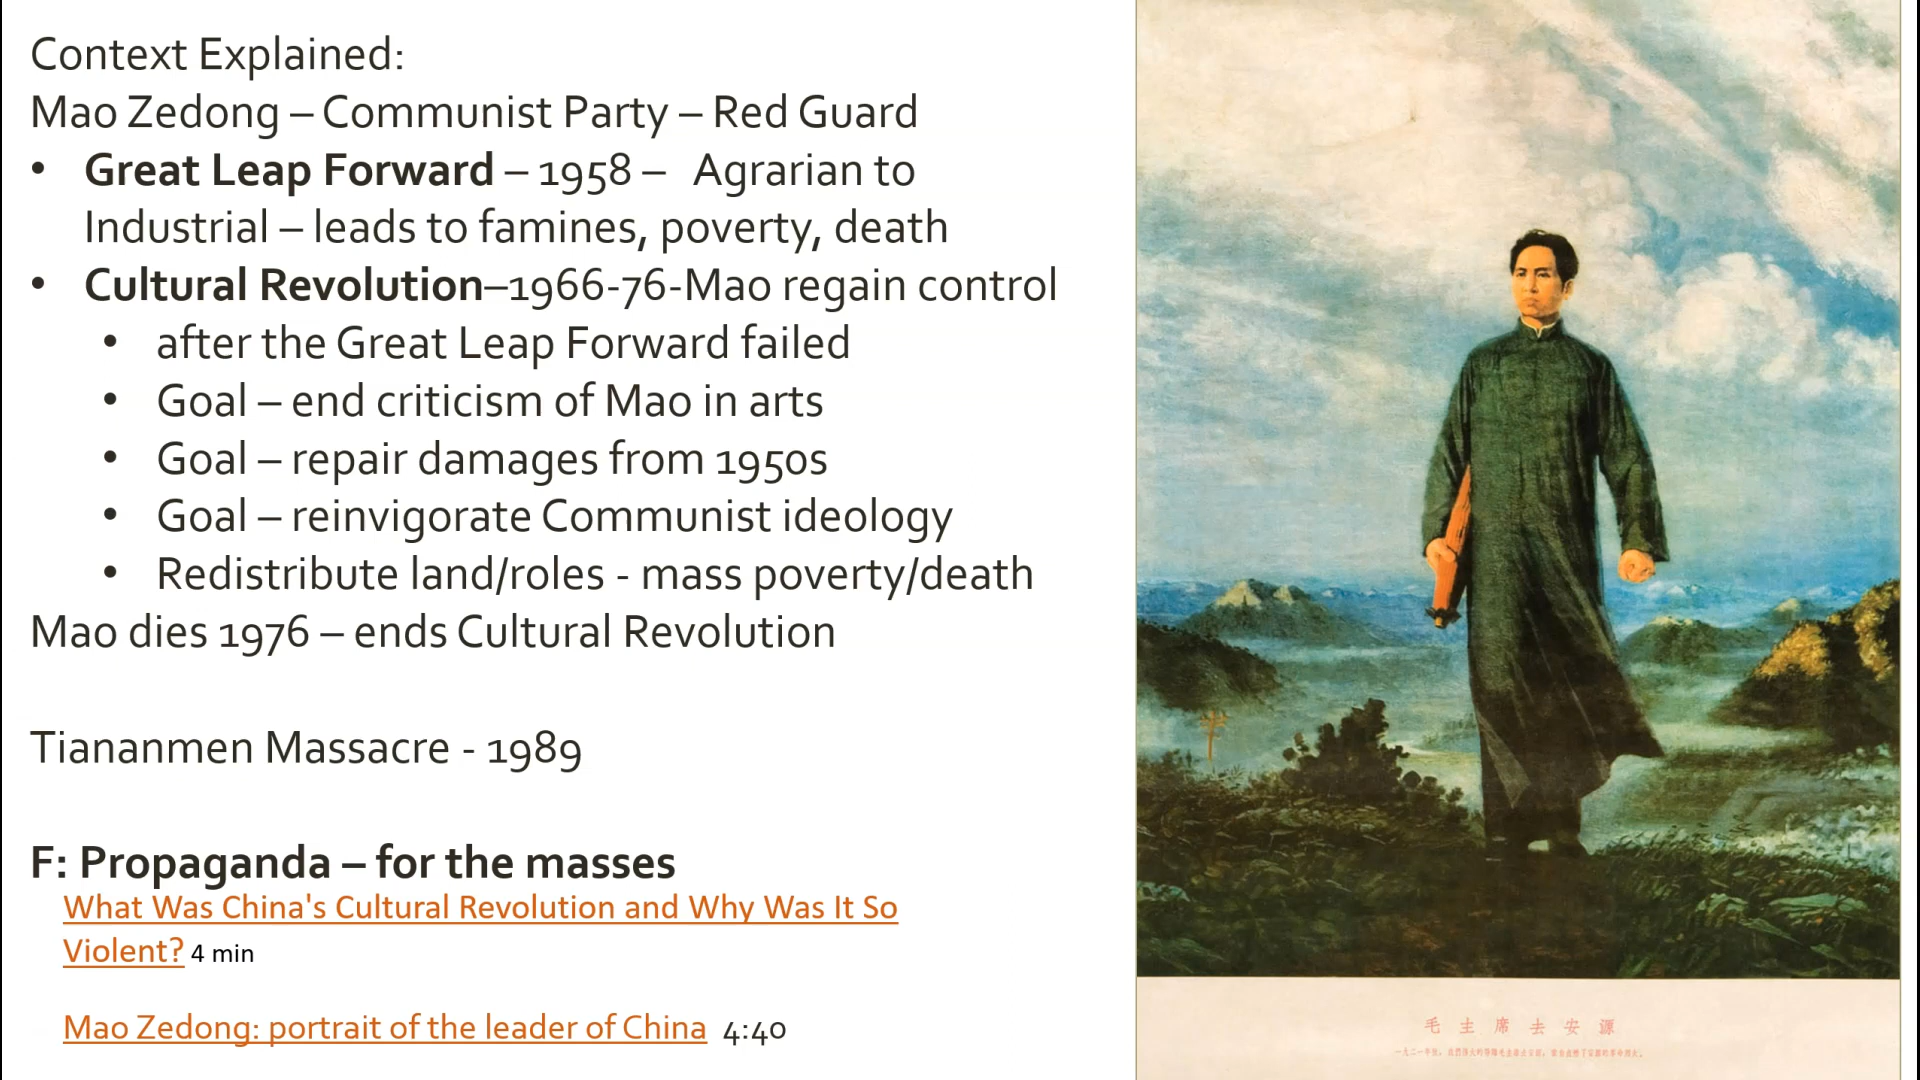 Context Explained:
Mao Zedong – Communist Party – Red Guard
• Great Leap Forward – 1958 – Agrarian to
Industrial – leads to famines, poverty, death
• Cultural Revolution–1966-76-Mao regain control
• after the Great Leap Forward failed
• Goal – end criticism of Mao in arts
• Goal – repair damages from 1950s
• Goal – reinvigorate Communist ideology
• Redistribute land/roles - mass poverty/death
Mao dies 1976 – ends Cultural Revolution
Tiananmen Massacre - 1989
F: Propaganda – for the masses
What Was China's Cultural Revolution and Why Was It So
Violent? 4 min
Mao Zedong: portrait of the leader of China 4:40
毛主席去安源